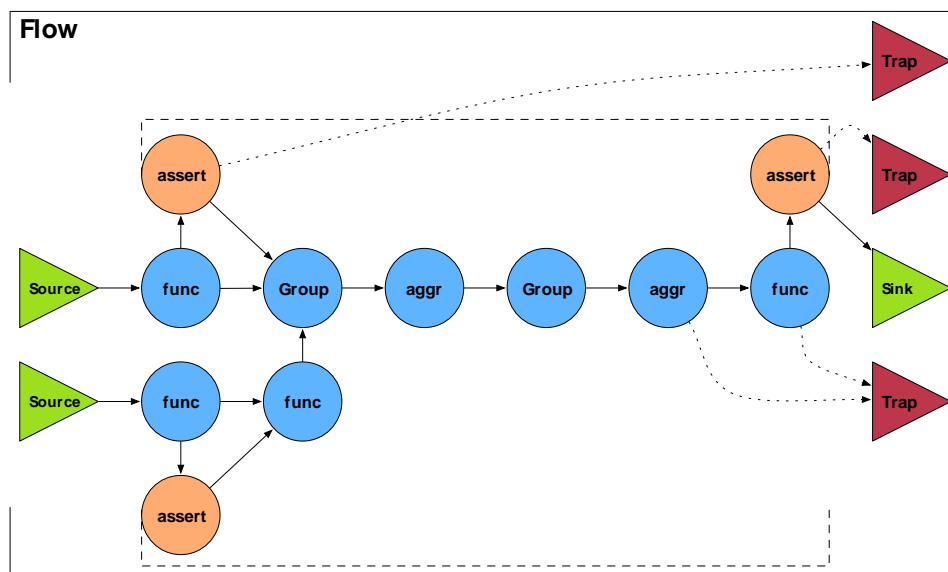 Flow
Trap
assert
assert
Trap
Source
func
Group
aggr
Group
aggr
func
Sink
Source
func
func
Trap
assert